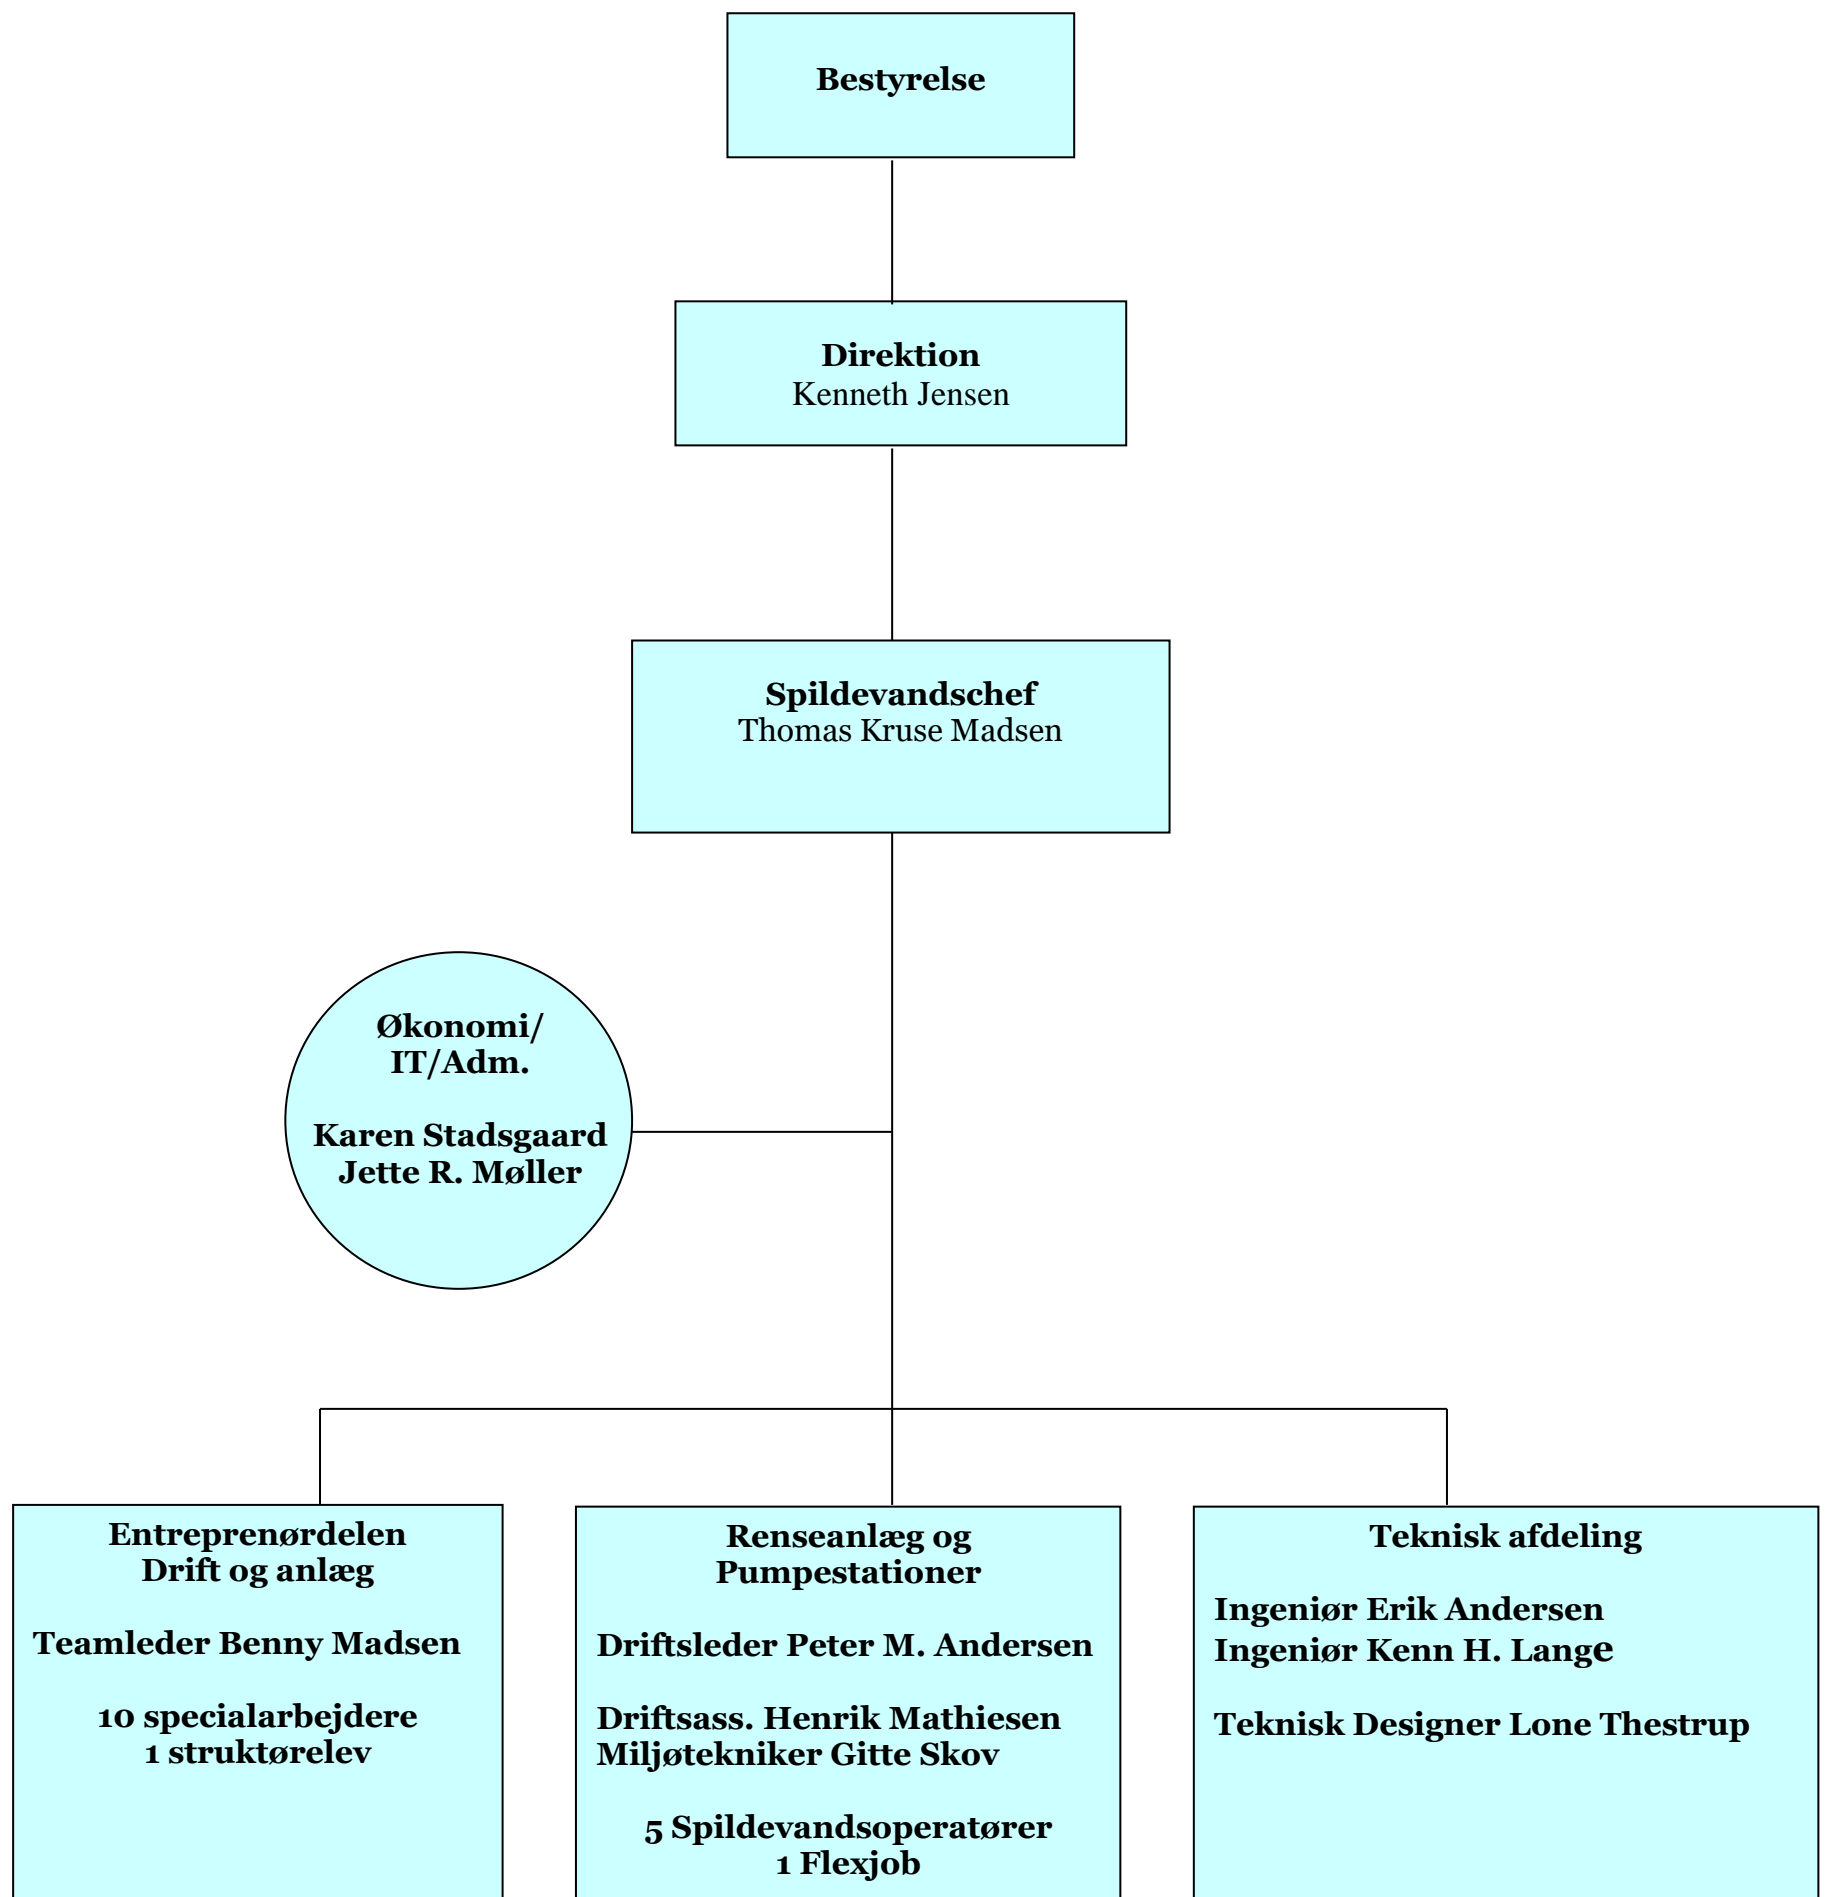 Bestyrelse
Direktion
Kenneth Jensen
Spildevandschef
Thomas Kruse Madsen
Økonomi/
IT/Adm.
Karen Stadsgaard
Jette R. Møller
Entreprenørdelen
Drift og anlæg
Teamleder Benny Madsen
10 specialarbejdere
1 struktørelev
Renseanlæg og
Pumpestationer
Driftsleder Peter M. Andersen
Driftsass. Henrik Mathiesen
Miljøtekniker Gitte Skov
5 Spildevandsoperatører
1 Flexjob
Teknisk afdeling
Ingeniør Erik Andersen
Ingeniør Kenn H. Lange
Teknisk Designer Lone Thestrup